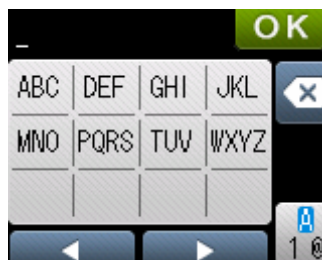 _
OK
ABC DEF GHI JKL
MNO PQRS TUV WXYZ
A
1 @